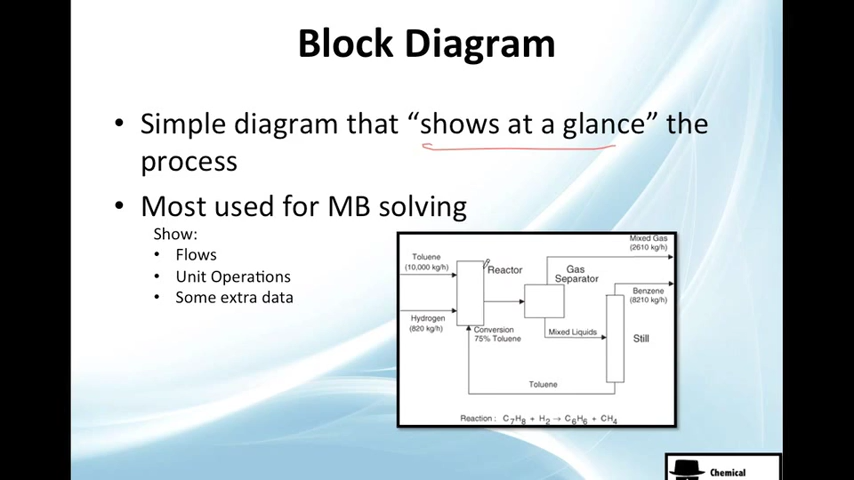 Block Diagram
• Simple diagram that “shows at a glance” the
process
• Most used for MB solving
Show:
• Flows
• Unit Operations
• Some extra data
Mixed Gas
(2610 kg/h)
Toluene
(10,000 kg/h)
Reactor
Gas
Separator
Benzene
(8210 kg/h)
Hydrogen
(820 kg/h)
Conversion
75% Toluene
Mixed Liquids
Still
Toluene
Reaction : C₇H₈ + H₂ → C₆H₆ + CH₄
Chemical